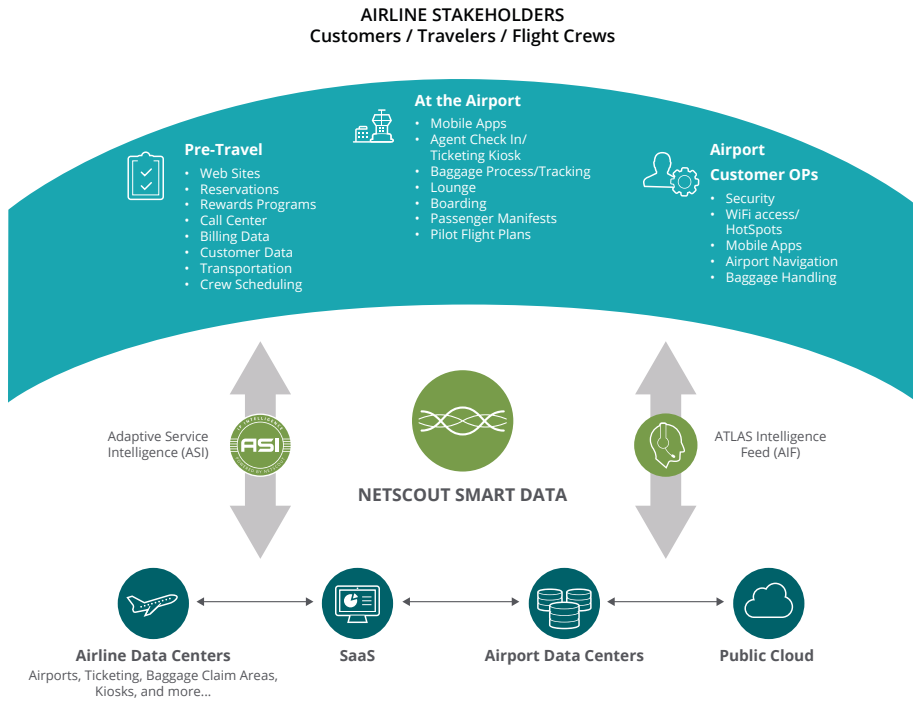 AIRLINE STAKEHOLDERS
Customers / Travelers / Flight Crews
Pre-Travel
• Web Sites
• Reservations
• Rewards Programs
• Call Center
• Billing Data
• Customer Data
• Transportation
• Crew Scheduling
At the Airport
• Mobile Apps
• Agent Check In/
Ticketing Kiosk
• Baggage Process/Tracking
• Lounge
• Boarding
• Passenger Manifests
• Pilot Flight Plans
Airport
Customer OPs
• Security
• WiFi access/
HotSpots
• Mobile Apps
• Airport Navigation
• Baggage Handling
Adaptive Service
Intelligence (ASI)
ASI
NETSCOUT SMART DATA
ATLAS Intelligence
Feed (AIF)
Airline Data Centers
Airports, Ticketing, Baggage Claim Areas,
Kiosks, and more...
SaaS
Airport Data Centers
Public Cloud